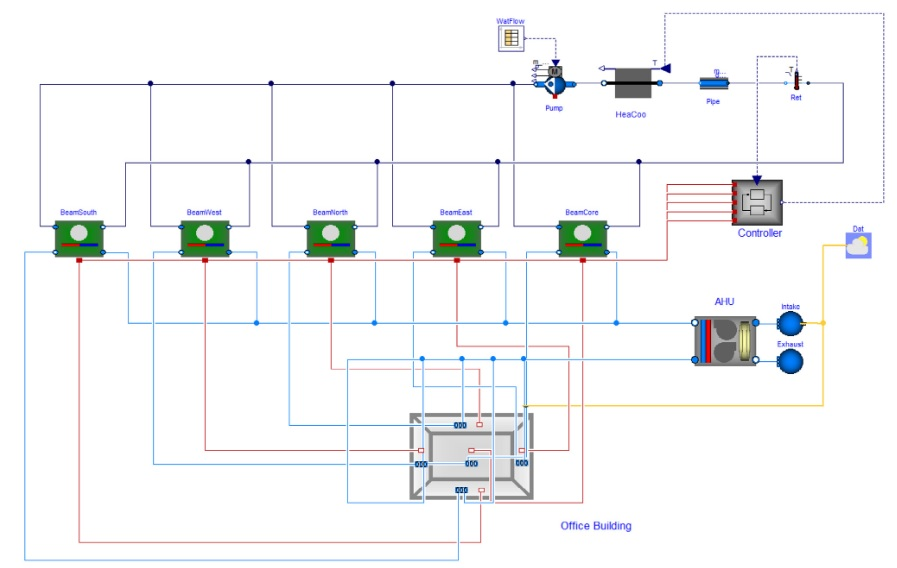 WatFlow
M
T
T
Pump
HeaCoo
Pipe
Ret
BeamSouth
BeamWest
BeamNorth
BeamEast
BeamCore
Controller
Dat
AHU
Intake
Exhaust
Office Building